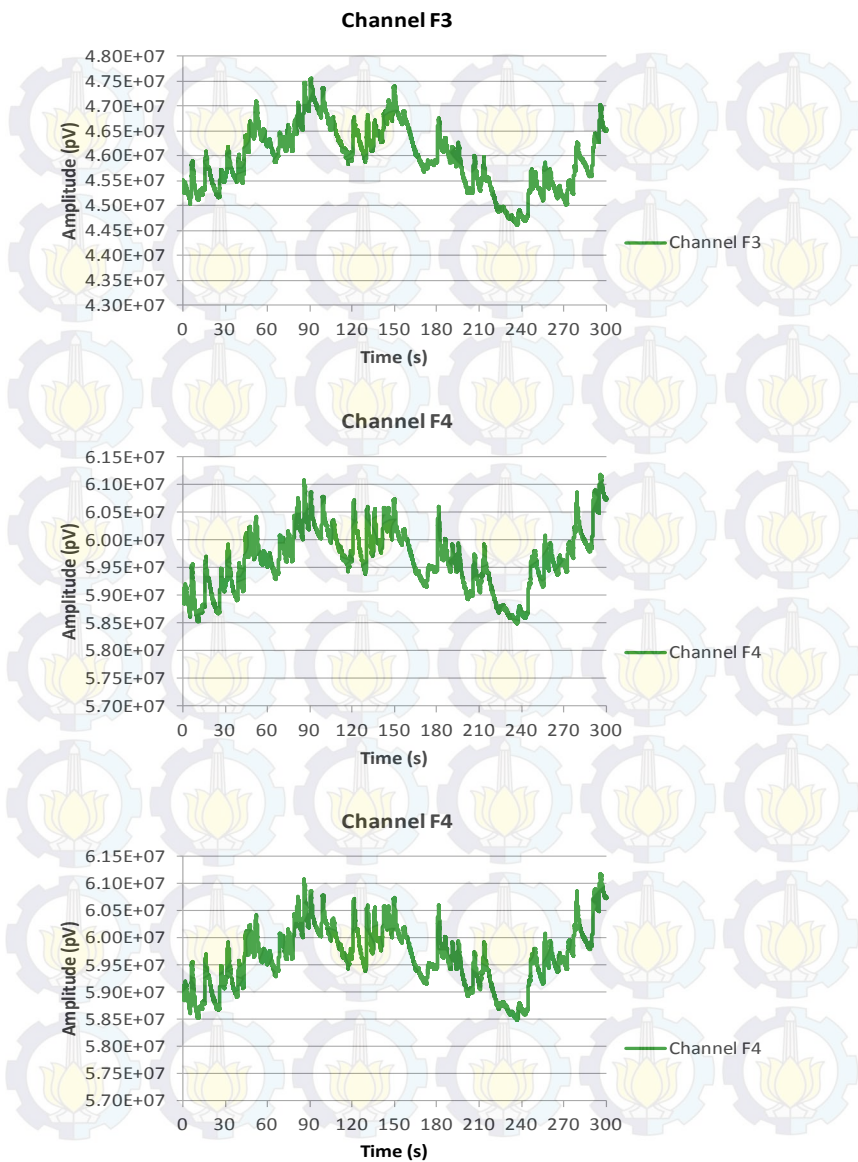 Channel F3
4.80E+07
4.75E+07
4.70E+07
4.65E+07
4.60E+07
4.55E+07
4.50E+07
4.45E+07
4.40E+07
4.35E+07
4.30E+07
Amplitude (pV)
Channel F3
0 30 60 90 120 150 180 210 240 270 300
Time (s)
Channel F4
6.15E+07
6.10E+07
6.05E+07
6.00E+07
5.95E+07
5.90E+07
5.85E+07
5.80E+07
5.75E+07
5.70E+07
Amplitude (pV)
Channel F4
0 30 60 90 120 150 180 210 240 270 300
Time (s)
Channel F4
6.15E+07
6.10E+07
6.05E+07
6.00E+07
5.95E+07
5.90E+07
5.85E+07
5.80E+07
5.75E+07
5.70E+07
Amplitude (pV)
Channel F4
0 30 60 90 120 150 180 210 240 270 300
Time (s)